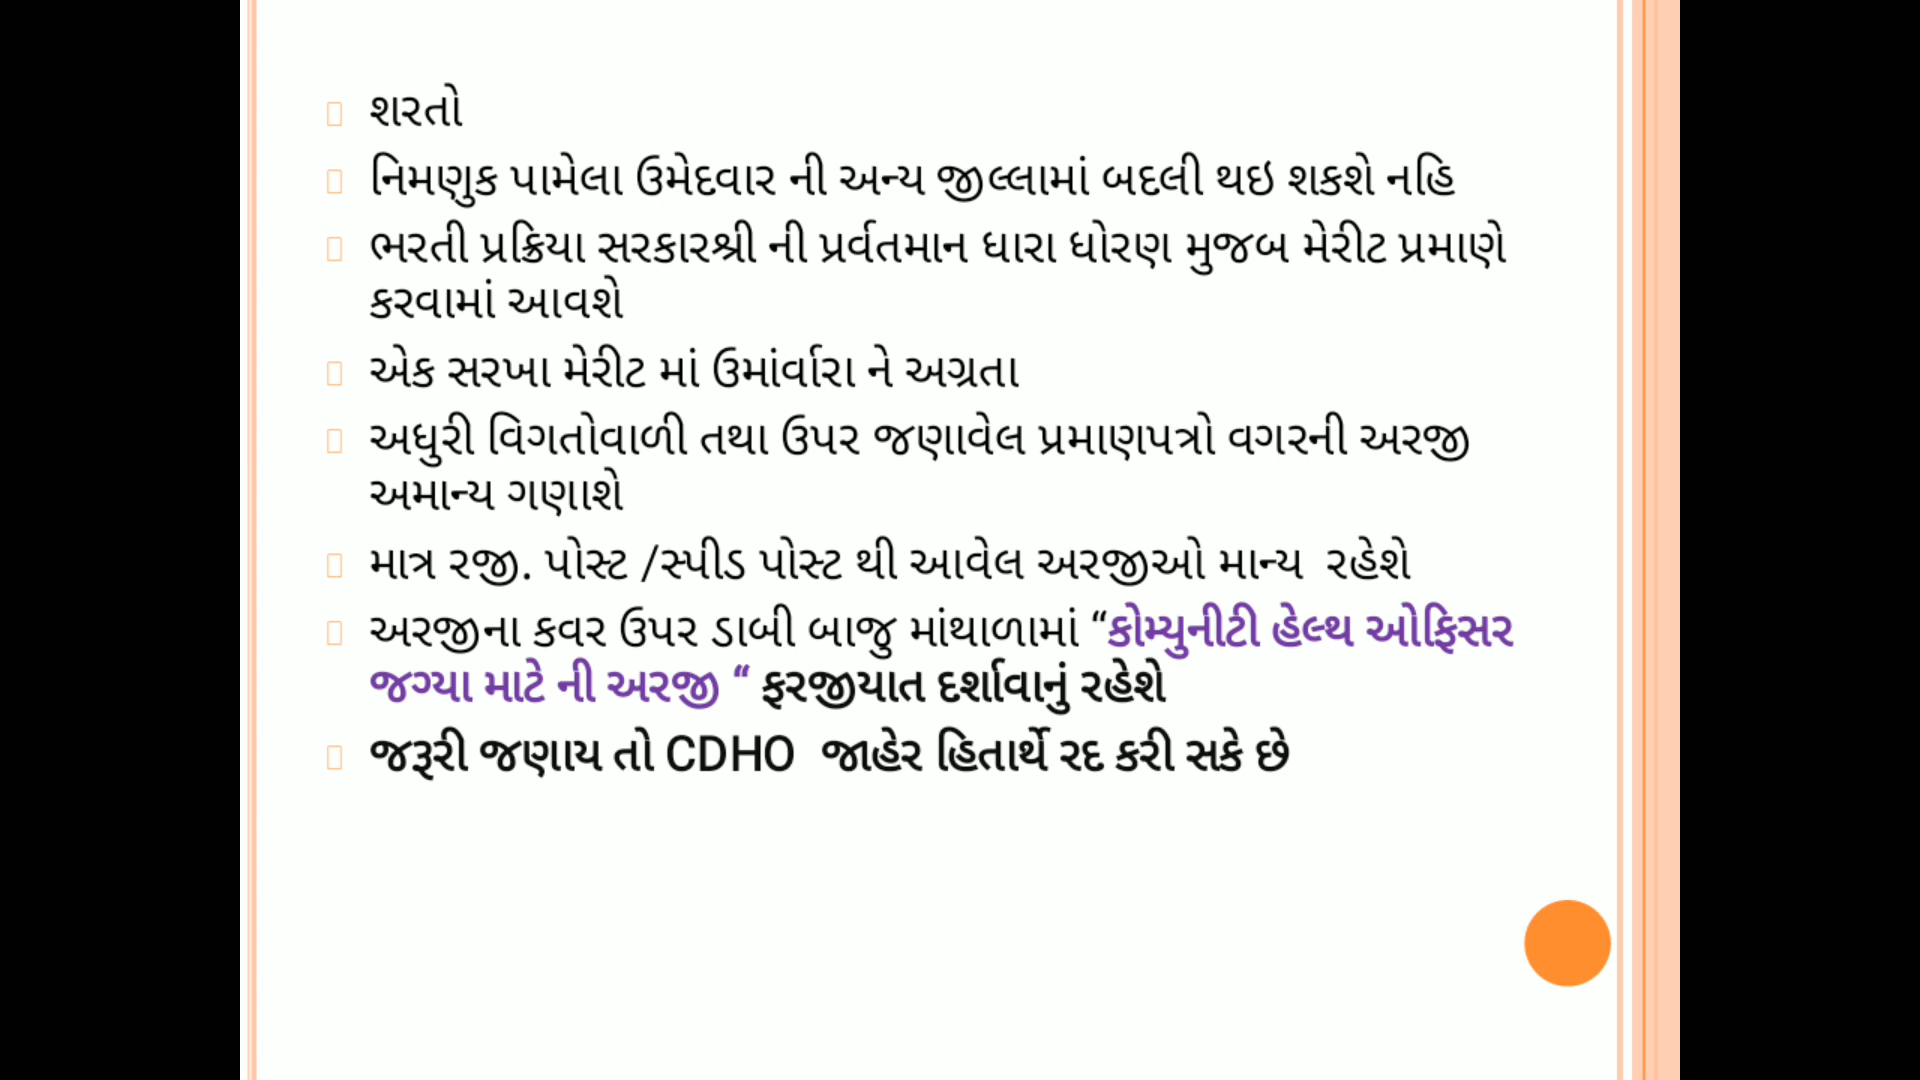 શરતો
નિમણુક પામેલા ઉમેદવાર ની અન્ય જીલ્લામાં બદલી થઇ શકશે નહિ
ભરતી પ્રક્રિયા સરકારશ્રી ની પ્રર્વતમાન ધારા ધોરણ મુજબ મેરીટ પ્રમાણે
કરવામાં આવશે
એક સરખા મેરીટ માં ઉમાંર્વારા ને અગ્રતા
અધુરી વિગતોવાળી તથા ઉપર જણાવેલ પ્રમાણપત્રો વગરની અરજી
અમાન્ય ગણાશે
માત્ર રજી. પોસ્ટ /સ્પીડ પોસ્ટ થી આવેલ અરજીઓ માન્ય  રહેશે
અરજીના કવર ઉપર ડાબી બાજુ માંથાળામાં “કોમ્યુનીટી હેલ્થ ઓફિસર
જગ્યા માટે ની અરજી “ ફરજીયાત દર્શાવાનું રહેશે
જરૂરી જણાય તો CDHO  જાહેર હિતાર્થે રદ કરી સકે છે